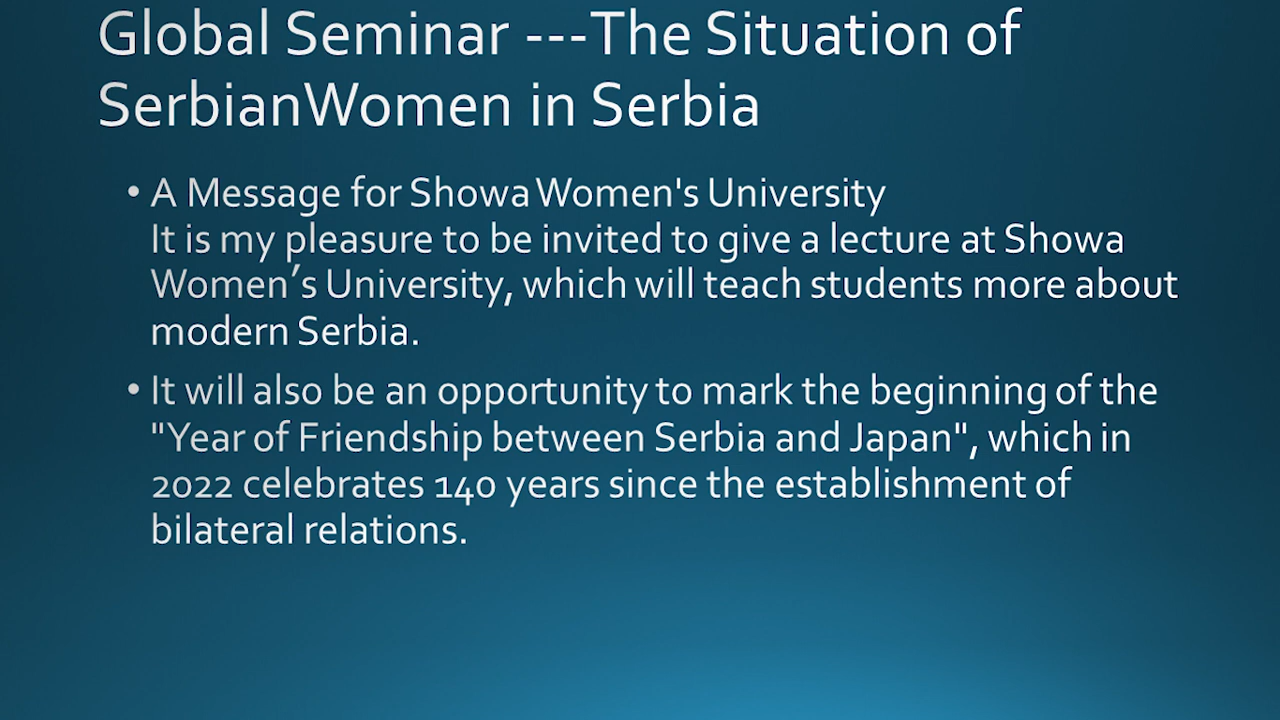 Global Seminar ---The Situation of
SerbianWomen in Serbia
• A Message for Showa Women's University
It is my pleasure to be invited to give a lecture at Showa
Women’s University, which will teach students more about
modern Serbia.
• It will also be an opportunity to mark the beginning of the
"Year of Friendship between Serbia and Japan", which in
2022 celebrates 140 years since the establishment of
bilateral relations.